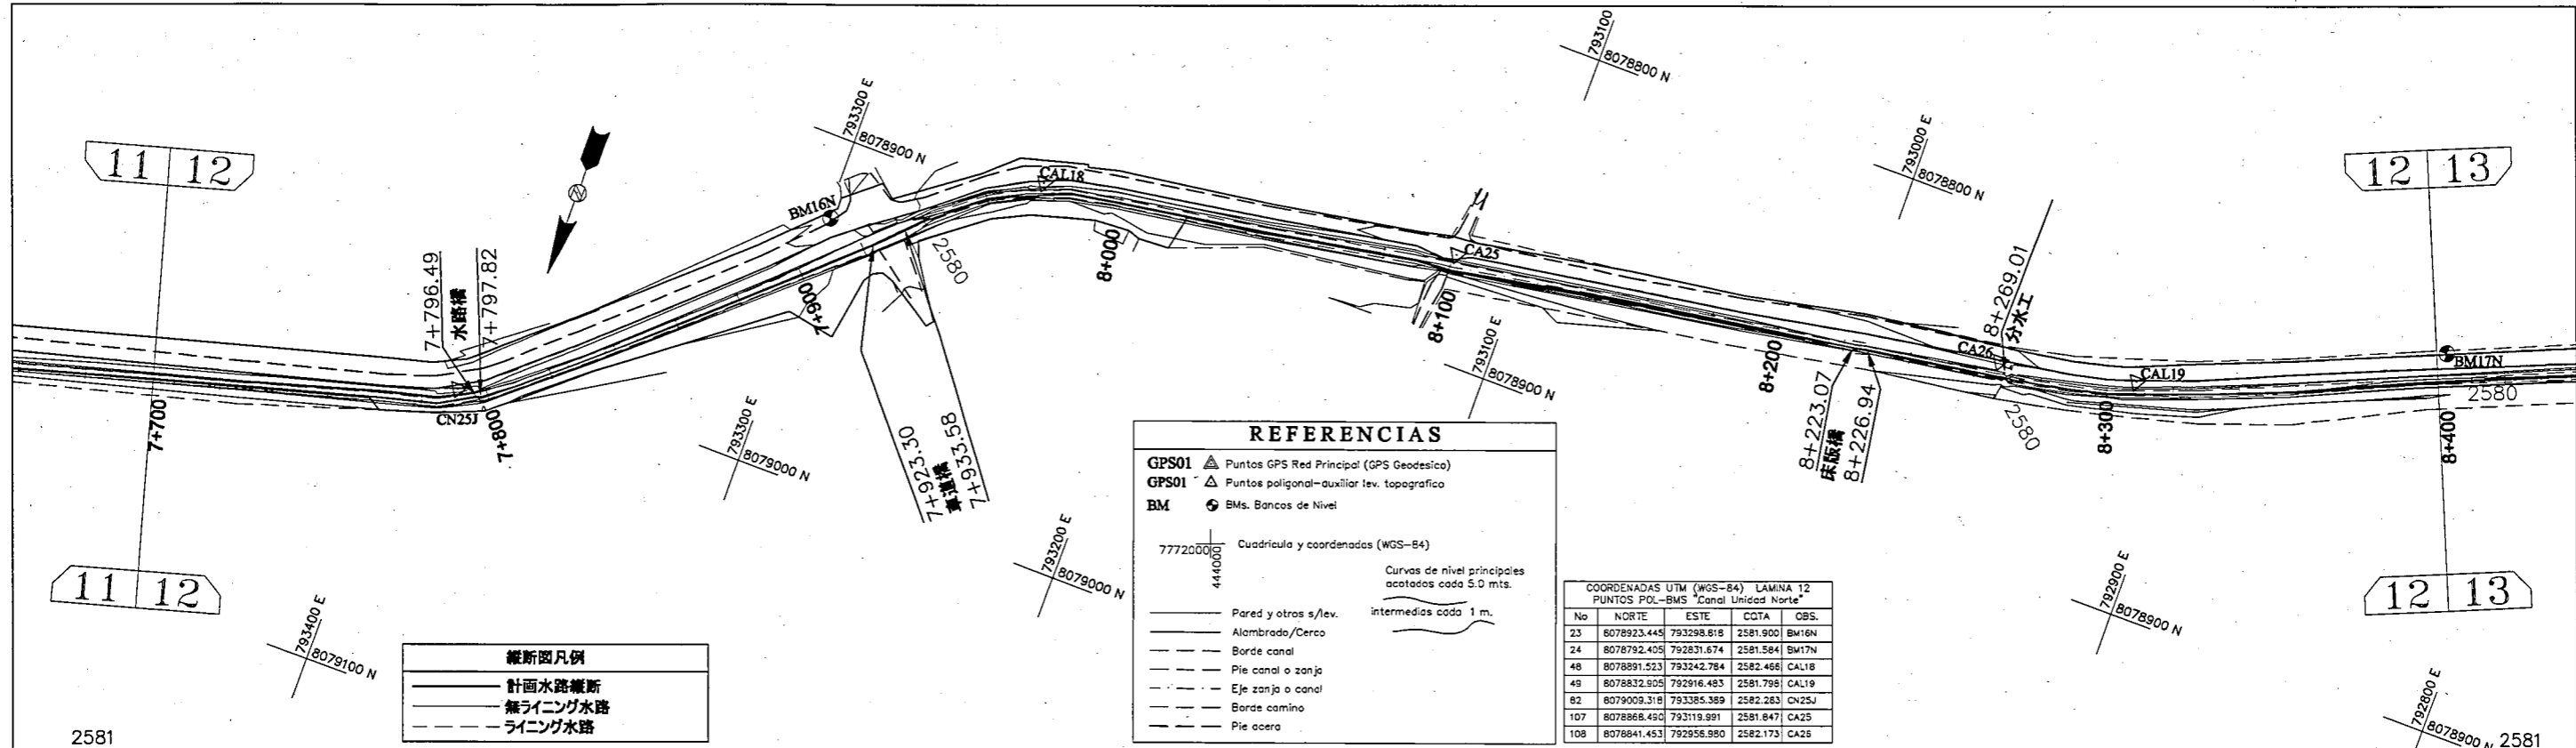 793100
8078800 N
793300 E
8078900 N
793000 E
8078800 N
11 12
12 13
CAL18
BM16N
2580
8+000
7+900
CA25
8+100
8+269.01
分水工
7+796.49
水路橋
7+797.82
CN25J
7+800
7+700
7+923.30
車道橋
7+933.58
793100 E
8078900 N
8+200
8+223.07
床版橋
8+226.94
CA26
2580
CAL19
8+300
BM17N
2580
8+400
793300 E
8079000 N
793200 E
8079000 N
11 12
793400 E
8079100 N
792900 E
8078900 N
12 13
792800 E
8078900 N
2581
2581
縦断図凡例
計画水路縦断
無ライニング水路
ライニング水路
REFERENCIAS
GPS01 Puntos GPS Red Principal (GPS Geodesico)
GPS01 Puntos poligonal-auxiliar lev. topografico
BM BMs. Bancos de Nivel
7772000 444000 Cuadricula y coordenadas (WGS-84)
Curvas de nivel principales
acotados cada 5.0 mts.
intermedias cada 1 m.
Pared y otros s/lev.
Alambrado/Cerco
Borde canal
Pie canal o zanja
Eje zanja o canal
Borde camino
Pie acera
COORDENADAS UTM (WGS-84) LAMINA 12
PUNTOS POL-BMS "Canal Unidad Norte"
No NORTE ESTE COTA OBS.
23 8078923.445 793298.618 2581.900 BM16N
24 8078792.405 792831.674 2581.584 BM17N
48 8078891.523 793242.784 2582.466 CAL18
49 8078832.905 792916.483 2581.798 CAL19
82 8079009.318 793385.389 2582.283 CN25J
107 8078868.490 793119.991 2581.847 CA25
108 8078841.453 792956.980 2582.173 CA26